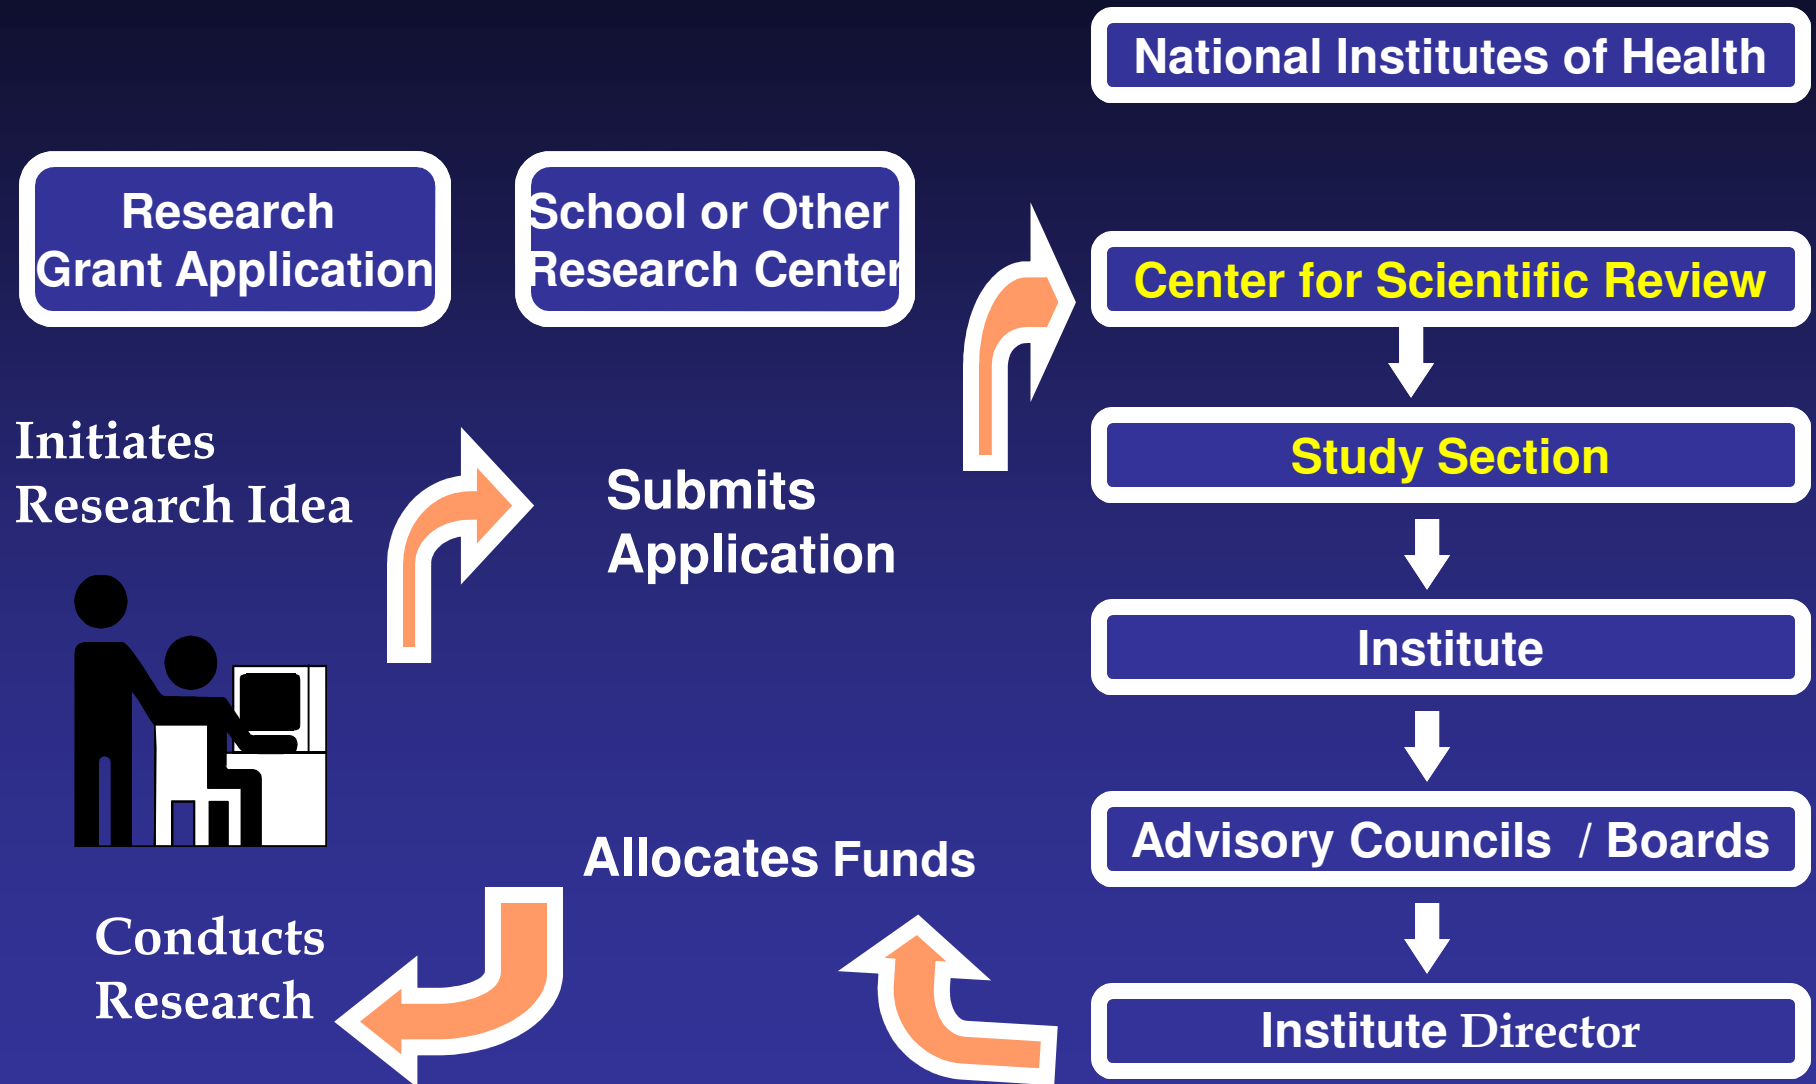 National Institutes of Health
Research
Grant Application
School or Other
Research Center
Center for Scientific Review
Initiates
Research Idea
Submits
Application
Study Section
Institute
Advisory Councils / Boards
Allocates Funds
Conducts
Research
Institute Director